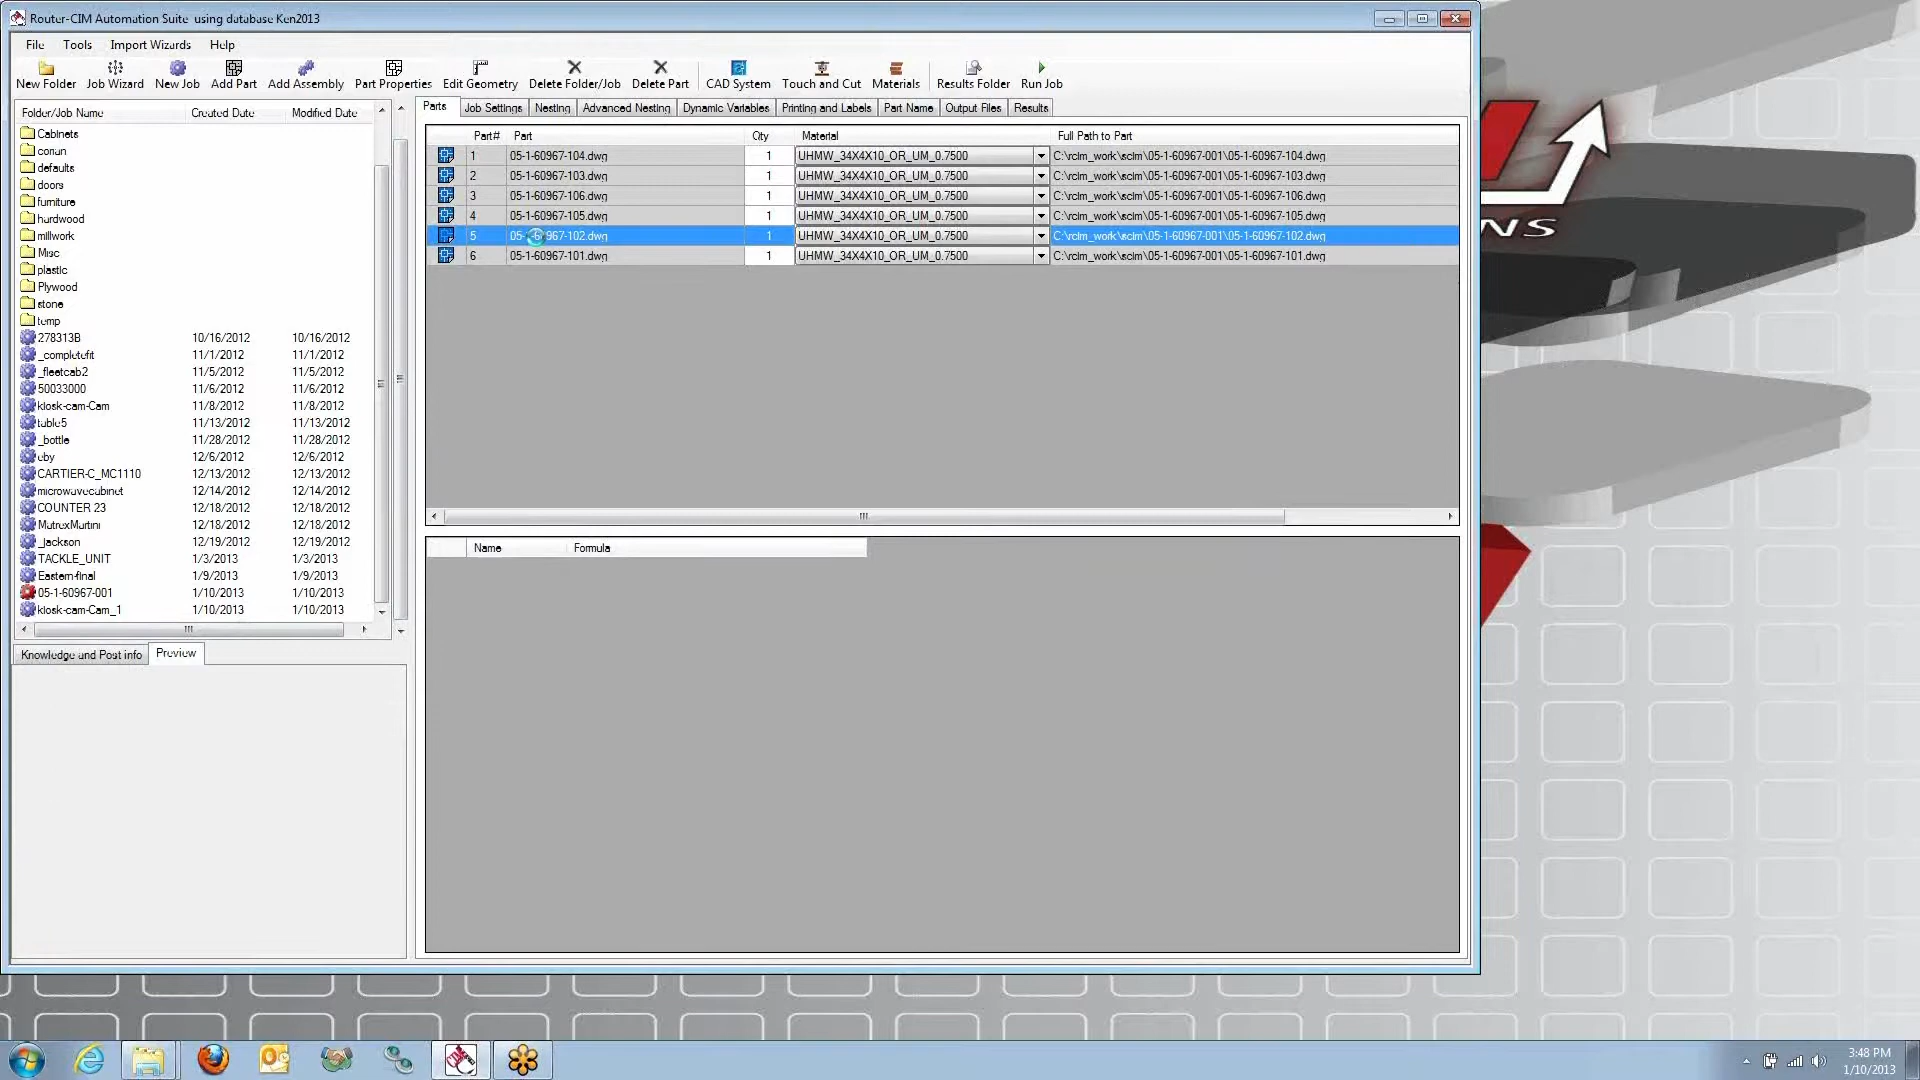 Router-CIM Automation Suite using database Ken2013
File Tools Import Wizards Help
New Folder Job Wizard New Job Add Part Add Assembly Part Properties Edit Geometry Delete Folder/Job Delete Part CAD System Touch and Cut Materials Results Folder Run Job
Folder/Job Name Created Date Modified Date
Cabinets
conan
defaults
doors
furniture
hardwood
millwork
Misc
plastic
Plywood
stone
temp
278313B 10/16/2012 10/16/2012
_completefit 11/1/2012 11/1/2012
_fleetcab2 11/5/2012 11/5/2012
50033000 11/6/2012 11/6/2012
kiosk-cam-Cam 11/8/2012 11/8/2012
table5 11/13/2012 11/13/2012
_bottle 11/28/2012 11/28/2012
eby 12/6/2012 12/6/2012
CARTIER-C_MC1110 12/13/2012 12/13/2012
microwavecabinet 12/14/2012 12/14/2012
COUNTER 23 12/18/2012 12/18/2012
MatrexMartini 12/18/2012 12/18/2012
_jackson 12/19/2012 12/19/2012
TACKLE_UNIT 1/3/2013 1/3/2013
Eastern-final 1/9/2013 1/9/2013
05-1-60967-001 1/10/2013 1/10/2013
kiosk-cam-Cam_1 1/10/2013 1/10/2013
Knowledge and Post info Preview
Parts Job Settings Nesting Advanced Nesting Dynamic Variables Printing and Labels Part Name Output Files Results
Part# Part Qty Material Full Path to Part
1 05-1-60967-104.dwg 1 UHMW_34X4X10_OR_UM_0.7500 C:\rcim_work\scim\05-1-60967-001\05-1-60967-104.dwg
2 05-1-60967-103.dwg 1 UHMW_34X4X10_OR_UM_0.7500 C:\rcim_work\scim\05-1-60967-001\05-1-60967-103.dwg
3 05-1-60967-106.dwg 1 UHMW_34X4X10_OR_UM_0.7500 C:\rcim_work\scim\05-1-60967-001\05-1-60967-106.dwg
4 05-1-60967-105.dwg 1 UHMW_34X4X10_OR_UM_0.7500 C:\rcim_work\scim\05-1-60967-001\05-1-60967-105.dwg
5 05-1-60967-102.dwg 1 UHMW_34X4X10_OR_UM_0.7500 C:\rcim_work\scim\05-1-60967-001\05-1-60967-102.dwg
6 05-1-60967-101.dwg 1 UHMW_34X4X10_OR_UM_0.7500 C:\rcim_work\scim\05-1-60967-001\05-1-60967-101.dwg
Name Formula
NS
3:48 PM
1/10/2013